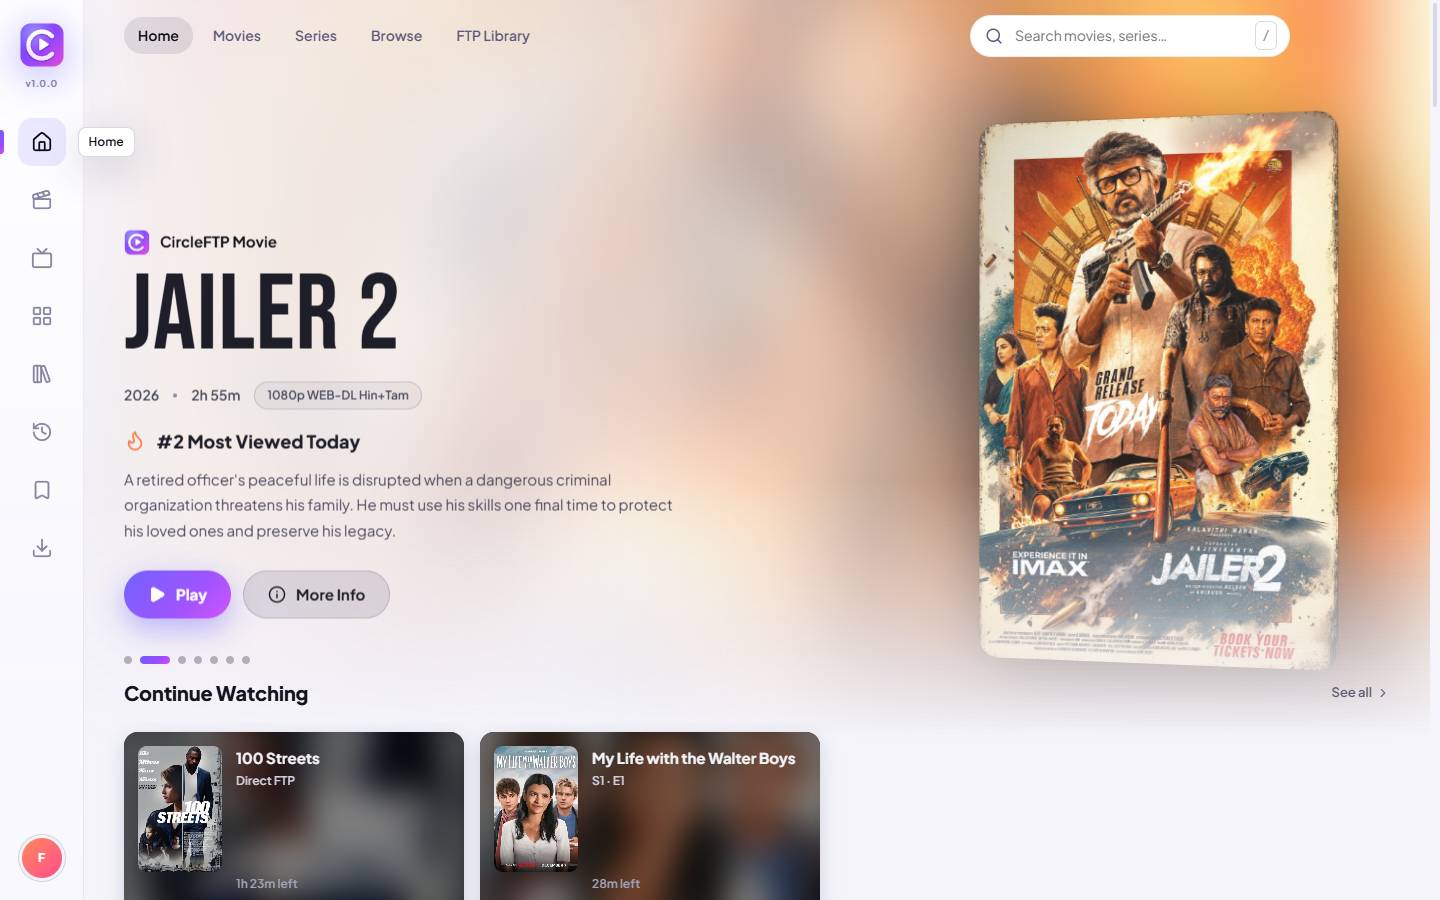 v1.0.0
Home
Movies
Series
Browse
FTP Library
Search movies, series...
/
Home
CircleFTP Movie
JAILER 2
2026 • 2h 55m 1080p WEB-DL Hin+Tam
#2 Most Viewed Today
A retired officer's peaceful life is disrupted when a dangerous criminal
organization threatens his family. He must use his skills one final time to protect
his loved ones and preserve his legacy.
Play
More Info
GRAND
RELEASE
TODAY
EXPERIENCE IT IN
IMAX
KALANITHI MARAN
RAJINIKANTH
JAILER2
BOOK YOUR
TICKETS NOW
Continue Watching
See all
100
STREETS
100 Streets
Direct FTP
1h 23m left
MY LIFE WITH THE WALTER BOYS
My Life with the Walter Boys
S1 · E1
28m left
F